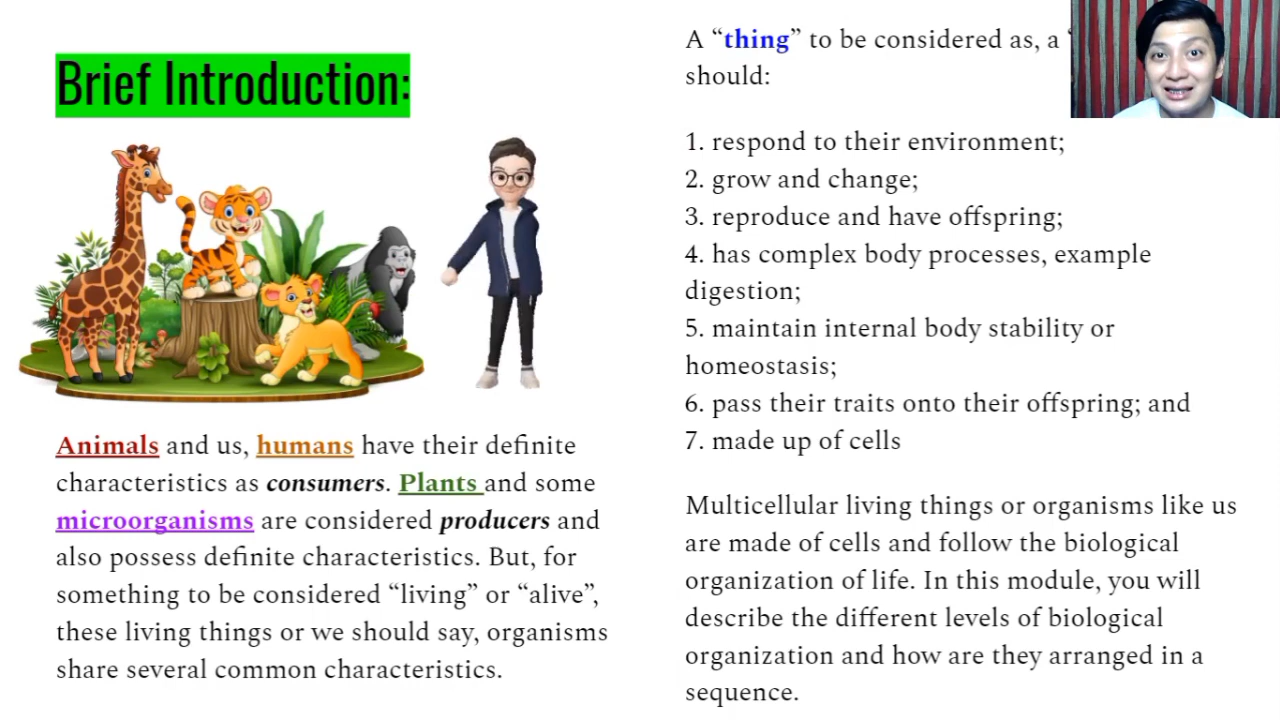 Brief Introduction:
Animals and us, humans have their definite
characteristics as consumers. Plants and some
microorganisms are considered producers and
also possess definite characteristics. But, for
something to be considered “living” or “alive”,
these living things or we should say, organisms
share several common characteristics.
A “thing” to be considered as, a
should:
1. respond to their environment;
2. grow and change;
3. reproduce and have offspring;
4. has complex body processes, example
digestion;
5. maintain internal body stability or
homeostasis;
6. pass their traits onto their offspring; and
7. made up of cells
Multicellular living things or organisms like us
are made of cells and follow the biological
organization of life. In this module, you will
describe the different levels of biological
organization and how are they arranged in a
sequence.